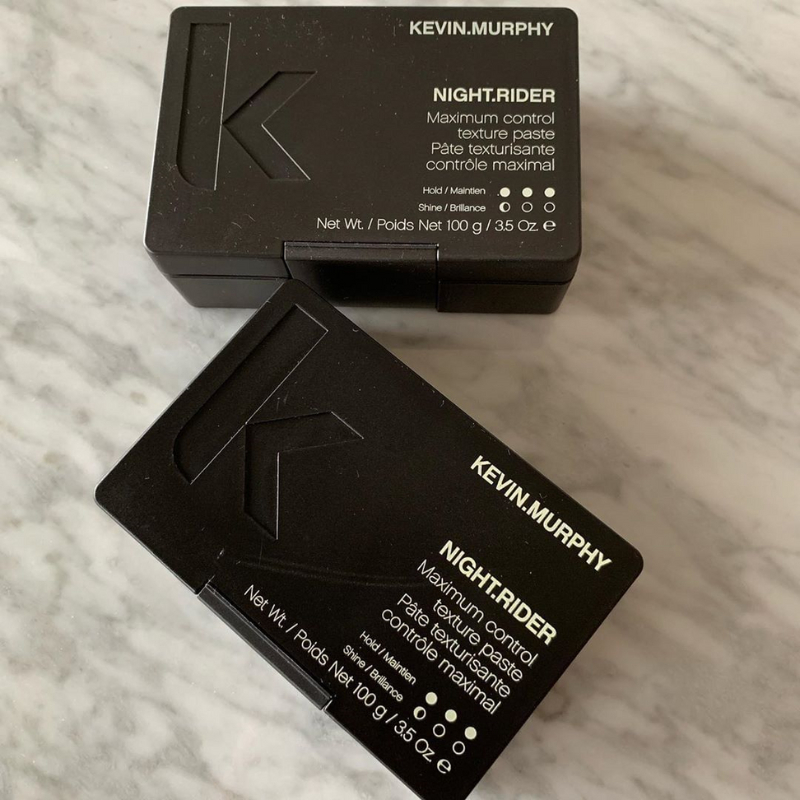 KEVIN.MURPHY
NIGHT.RIDER
Maximum control
texture paste
Pâte texturisante
contrôle maximal
Hold / Maintien
Shine / Brillance
Net Wt. / Poids Net 100 g / 3.5 Oz. ℮
KEVIN.MURPHY
NIGHT.RIDER
Maximum control
texture paste
Pâte texturisante
contrôle maximal
Hold / Maintien
Shine / Brillance
Net Wt. / Poids Net 100 g / 3.5 Oz ℮